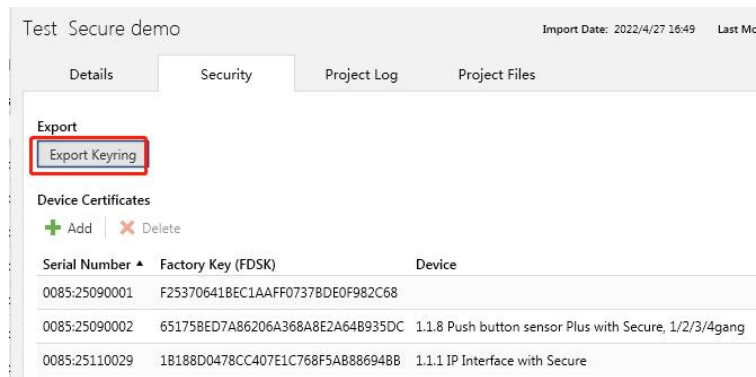 Test Secure demo Import Date: 2022/4/27 16:49 Last Mo
Details Security Project Log Project Files
Export
Export Keyring
Device Certificates
Add Delete
Serial Number Factory Key (FDSK) Device
0085:25090001 F25370641BEC1AAFF0737BDE0F982C68
0085:25090002 65175BED7A86206A368A8E2A64B935DC 1.1.8 Push button sensor Plus with Secure, 1/2/3/4gang
0085:25110029 1B188D0478CC407E1C768F5AB88694BB 1.1.1 IP Interface with Secure